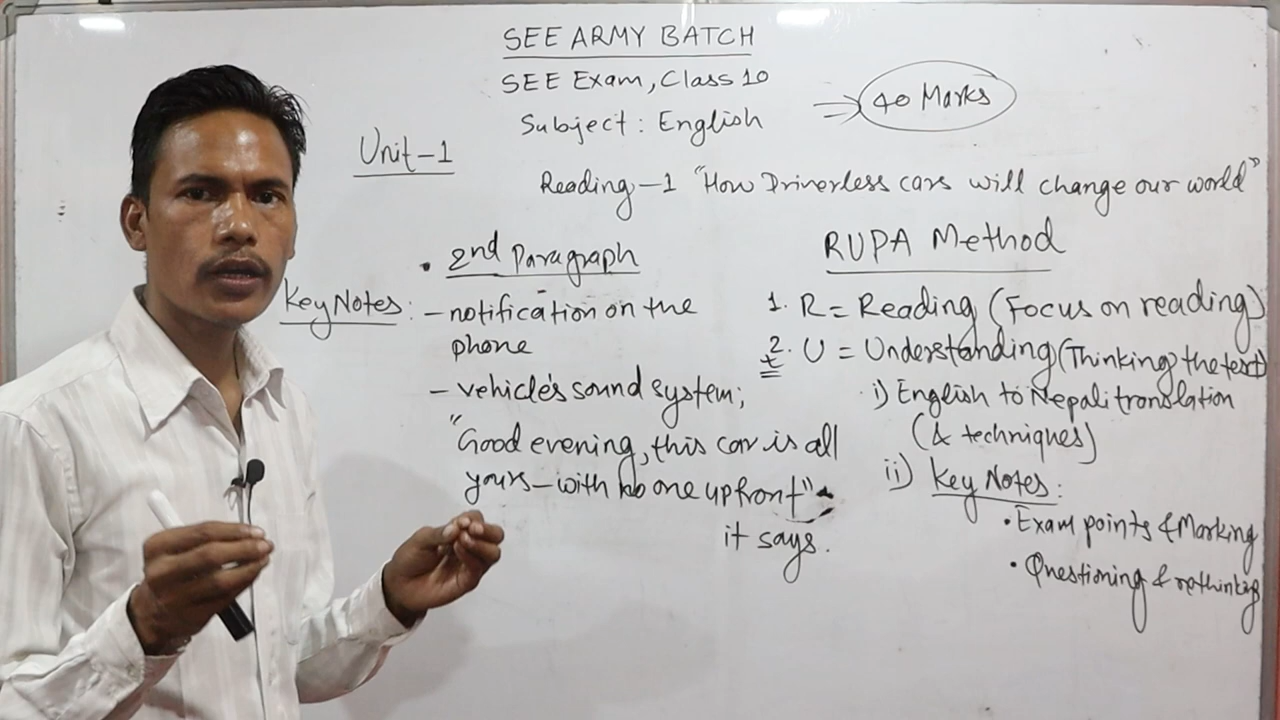 SEE ARMY BATCH
SEE Exam, Class 10
Subject : English
⇒ 40 Marks
Unit-1
Reading-1 "How Driverless cars will change our world"
• 2nd Paragraph
Key Notes :
- notification on the
phone
- vehicle's sound system;
"Good evening, this car is all
yours-with no one upfront"
it says.
RUPA Method
1. R = Reading (Focus on reading)
2. U = Understanding (Thinking the text)
i) English to Nepali translation
(& techniques)
ii) Key Notes :
• Exam points & Marking
• Questioning & rethinking